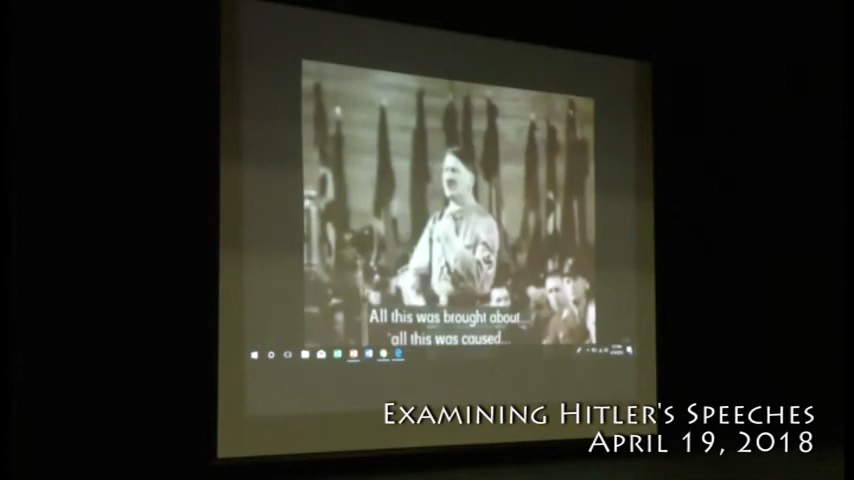 All this was brought about...
all this was caused...
Examining Hitler's Speeches
April 19, 2018